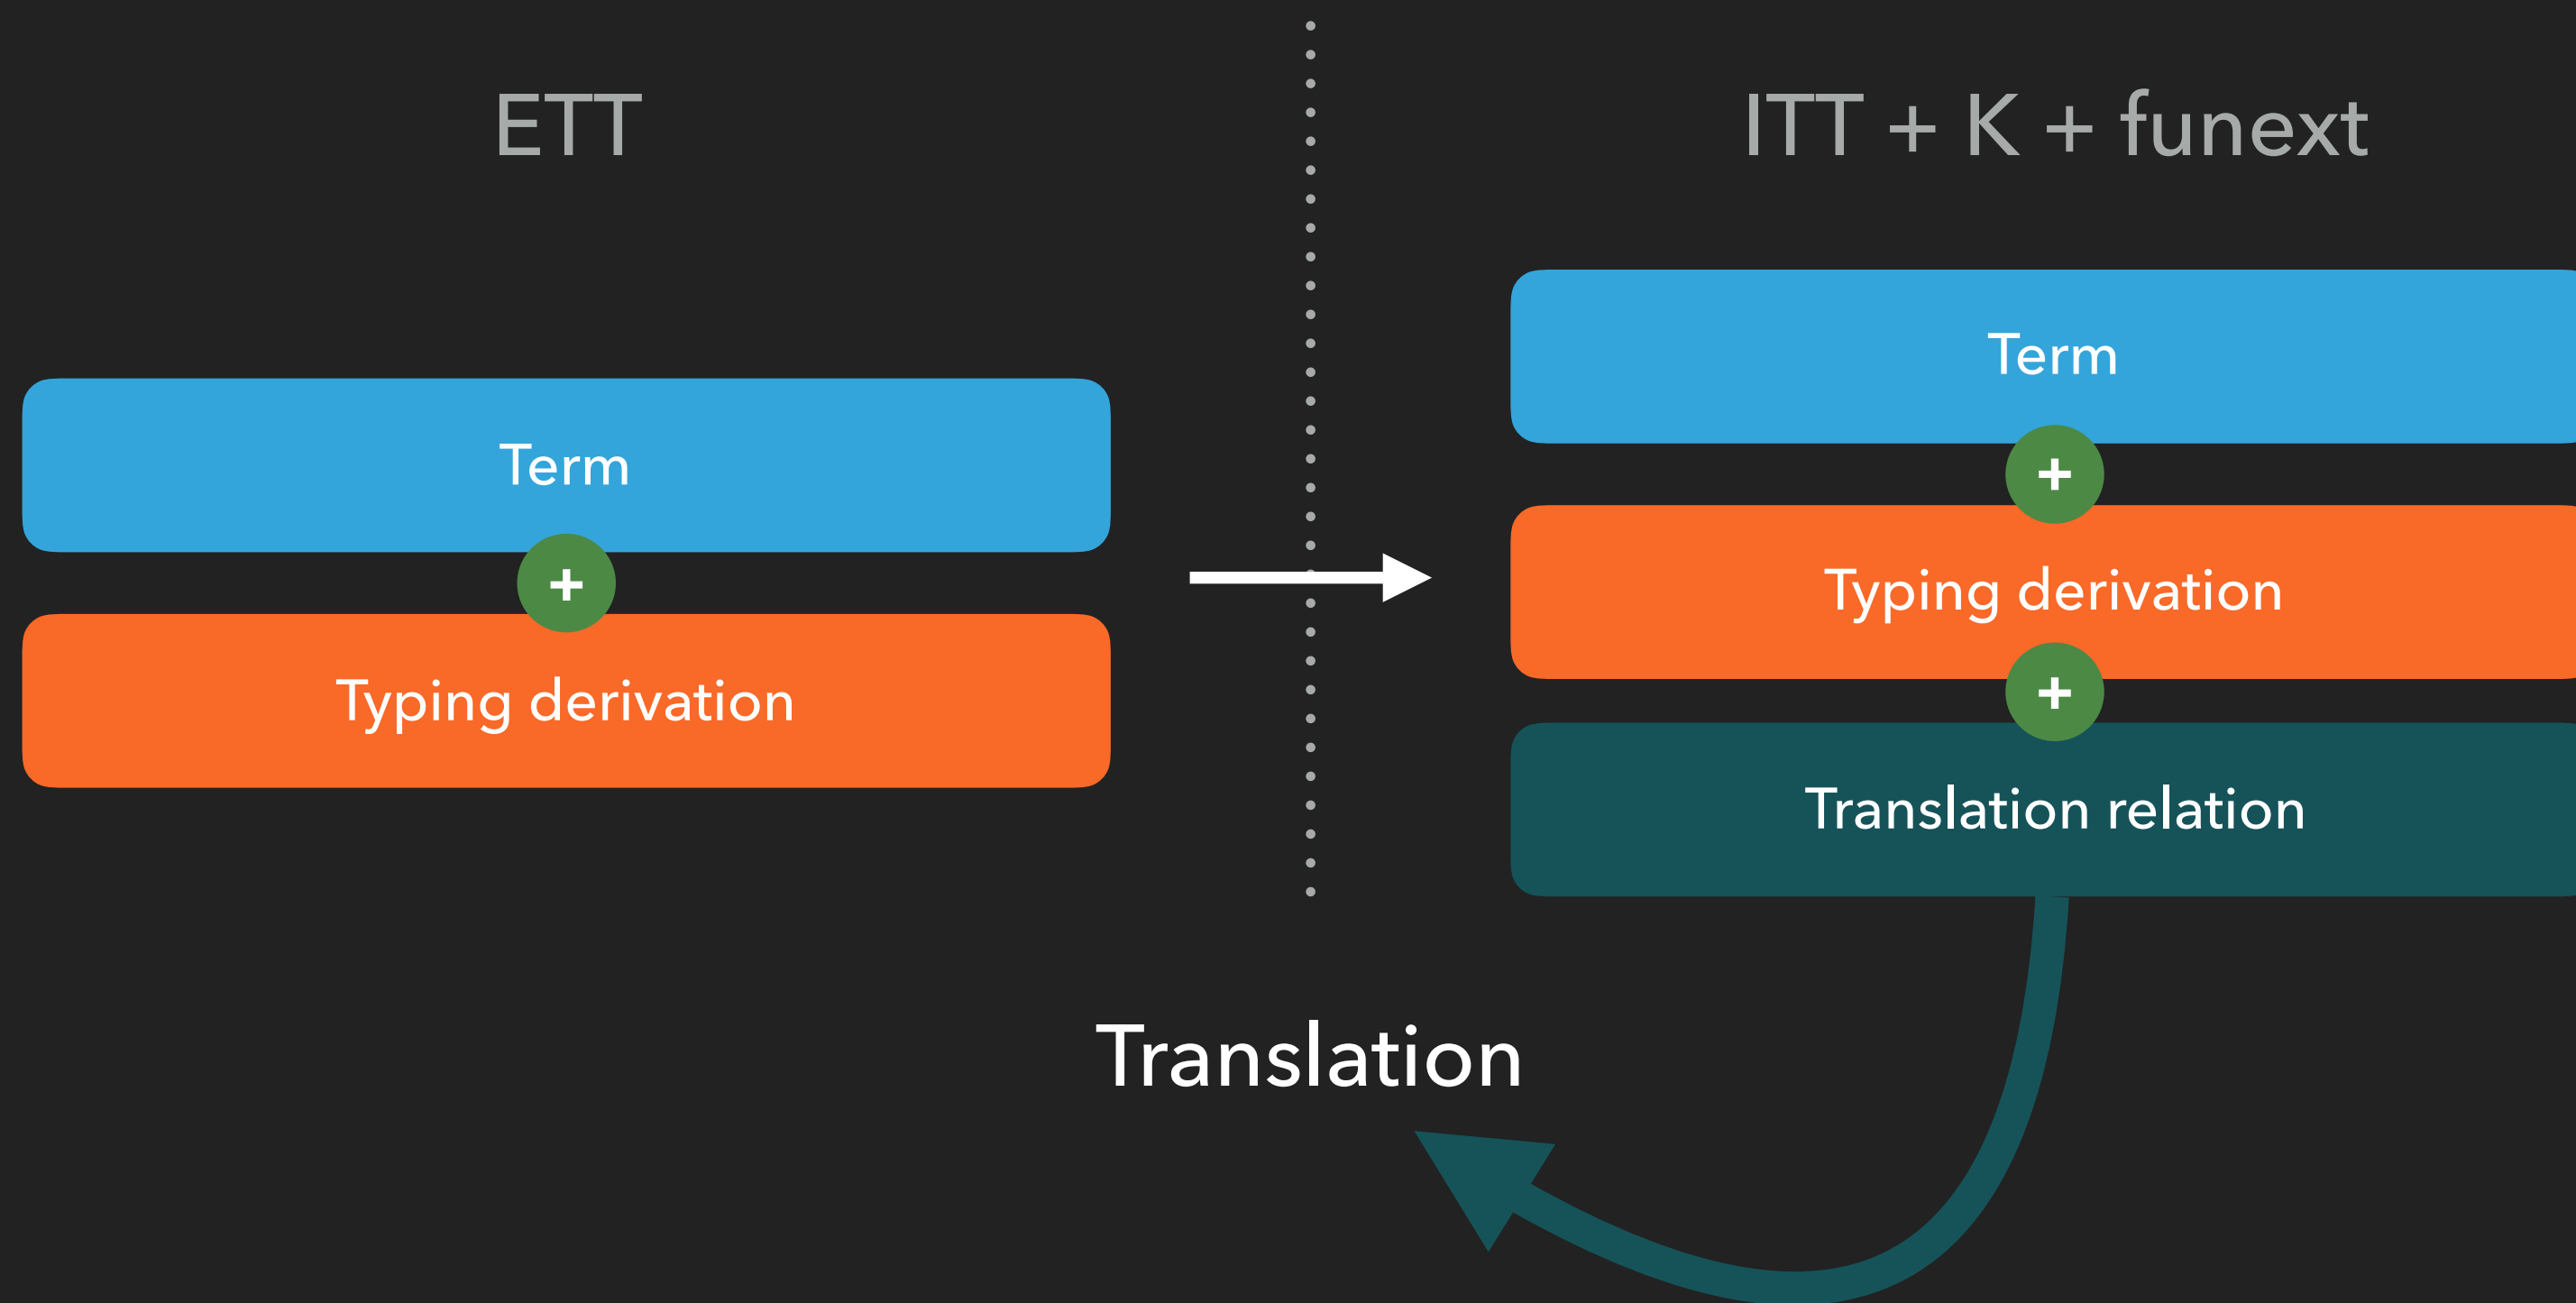 ETT
ITT + K + funext
Term
+
Typing derivation
Term
+
Typing derivation
+
Translation relation
Translation